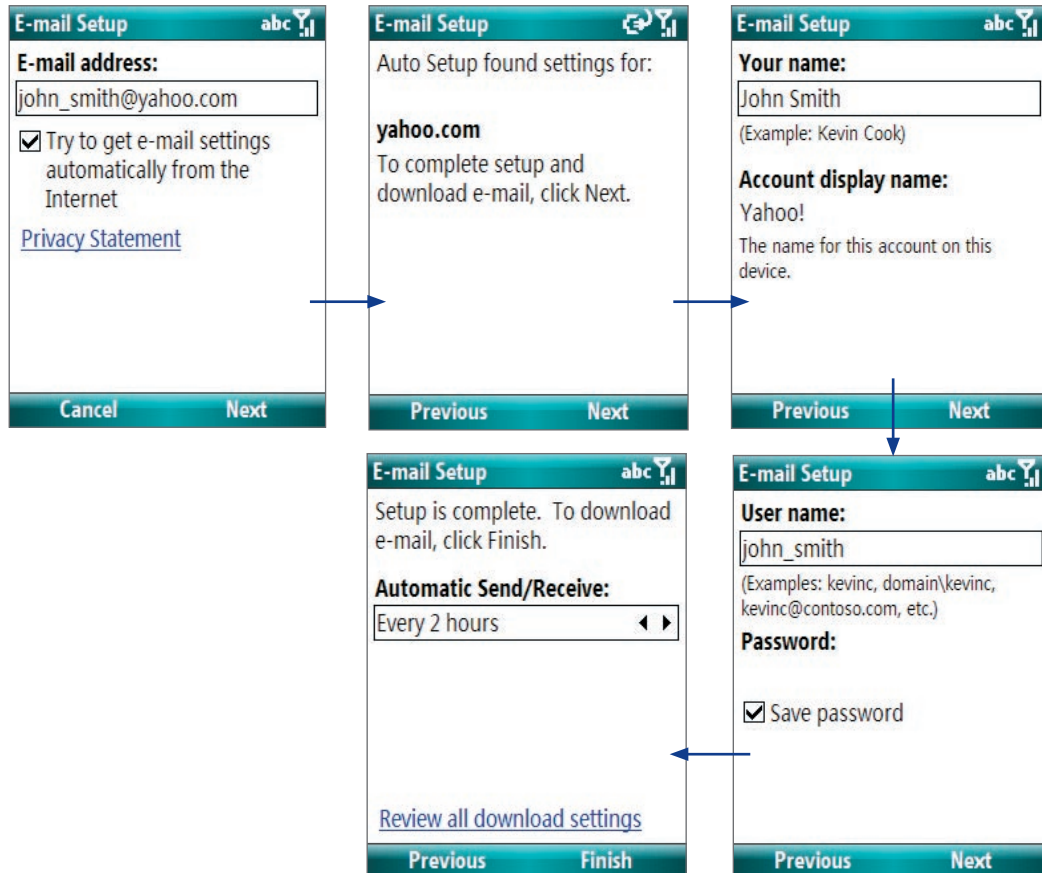 E-mail Setup abc
E-mail address:
john_smith@yahoo.com
Try to get e-mail settings
automatically from the
Internet
Privacy Statement
Cancel Next
E-mail Setup
Auto Setup found settings for:
yahoo.com
To complete setup and
download e-mail, click Next.
Previous Next
E-mail Setup abc
Your name:
John Smith
(Example: Kevin Cook)
Account display name:
Yahoo!
The name for this account on this
device.
Previous Next
E-mail Setup abc
User name:
john_smith
(Examples: kevinc, domain\kevinc,
kevinc@contoso.com, etc.)
Password:
Save password
Previous Next
E-mail Setup abc
Setup is complete. To download
e-mail, click Finish.
Automatic Send/Receive:
Every 2 hours
Review all download settings
Previous Finish